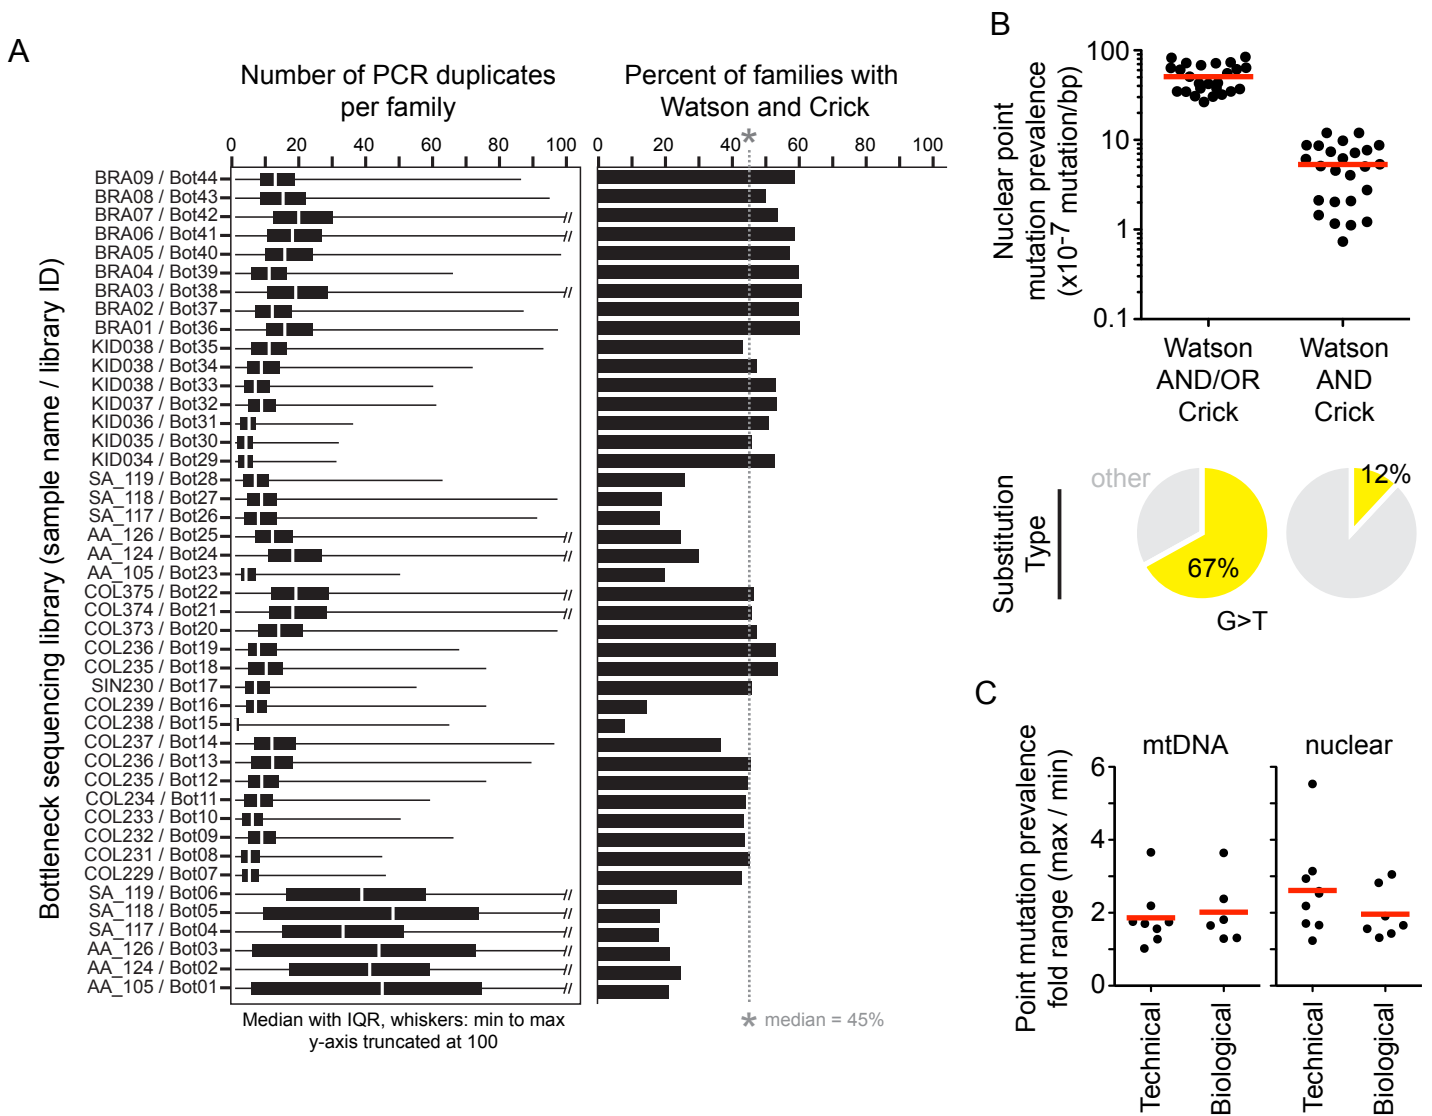 A
Number of PCR duplicates
per family
Percent of families with
Watson and Crick
*
0 20 40 60 80 100
0 20 40 60 80 100
Bottleneck sequencing library (sample name / library ID)
BRA09 / Bot44
BRA08 / Bot43
BRA07 / Bot42
BRA06 / Bot41
BRA05 / Bot40
BRA04 / Bot39
BRA03 / Bot38
BRA02 / Bot37
BRA01 / Bot36
KID038 / Bot35
KID038 / Bot34
KID038 / Bot33
KID037 / Bot32
KID036 / Bot31
KID035 / Bot30
KID034 / Bot29
SA_119 / Bot28
SA_118 / Bot27
SA_117 / Bot26
AA_126 / Bot25
AA_124 / Bot24
AA_105 / Bot23
COL375 / Bot22
COL374 / Bot21
COL373 / Bot20
COL236 / Bot19
COL235 / Bot18
SIN230 / Bot17
COL239 / Bot16
COL238 / Bot15
COL237 / Bot14
COL236 / Bot13
COL235 / Bot12
COL234 / Bot11
COL233 / Bot10
COL232 / Bot09
COL231 / Bot08
COL229 / Bot07
SA_119 / Bot06
SA_118 / Bot05
SA_117 / Bot04
AA_126 / Bot03
AA_124 / Bot02
AA_105 / Bot01
Median with IQR, whiskers: min to max
y-axis truncated at 100
* median = 45%
B
Nuclear point
mutation prevalence
(x10-7 mutation/bp)
100
10
1
0.1
Watson
AND/OR
Crick
Watson
AND
Crick
Substitution
Type
other
67%
12%
G>T
C
mtDNA
nuclear
Point mutation prevalence
fold range (max / min)
6
4
2
0
Technical
Biological
Technical
Biological